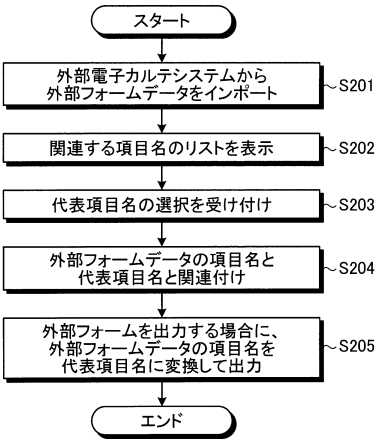 スタート
外部電子カルテシステムから
外部フォームデータをインポート
～S201
関連する項目名のリストを表示
～S202
代表項目名の選択を受け付け
～S203
外部フォームデータの項目名と
代表項目名と関連付け
～S204
外部フォームを出力する場合に、
外部フォームデータの項目名を
代表項目名に変換して出力
～S205
エンド